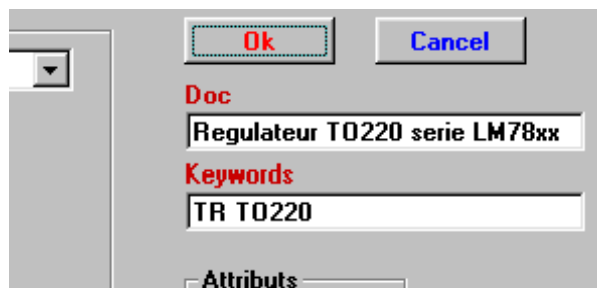 Ok Cancel
Doc
Regulateur TO220 serie LM78xx
Keywords
TR TO220
Attributs